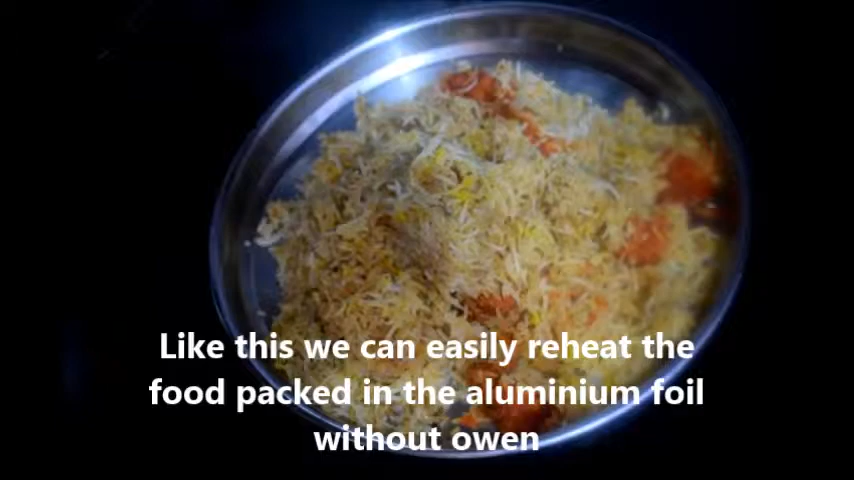 Like this we can easily reheat the
food packed in the aluminium foil
without owen